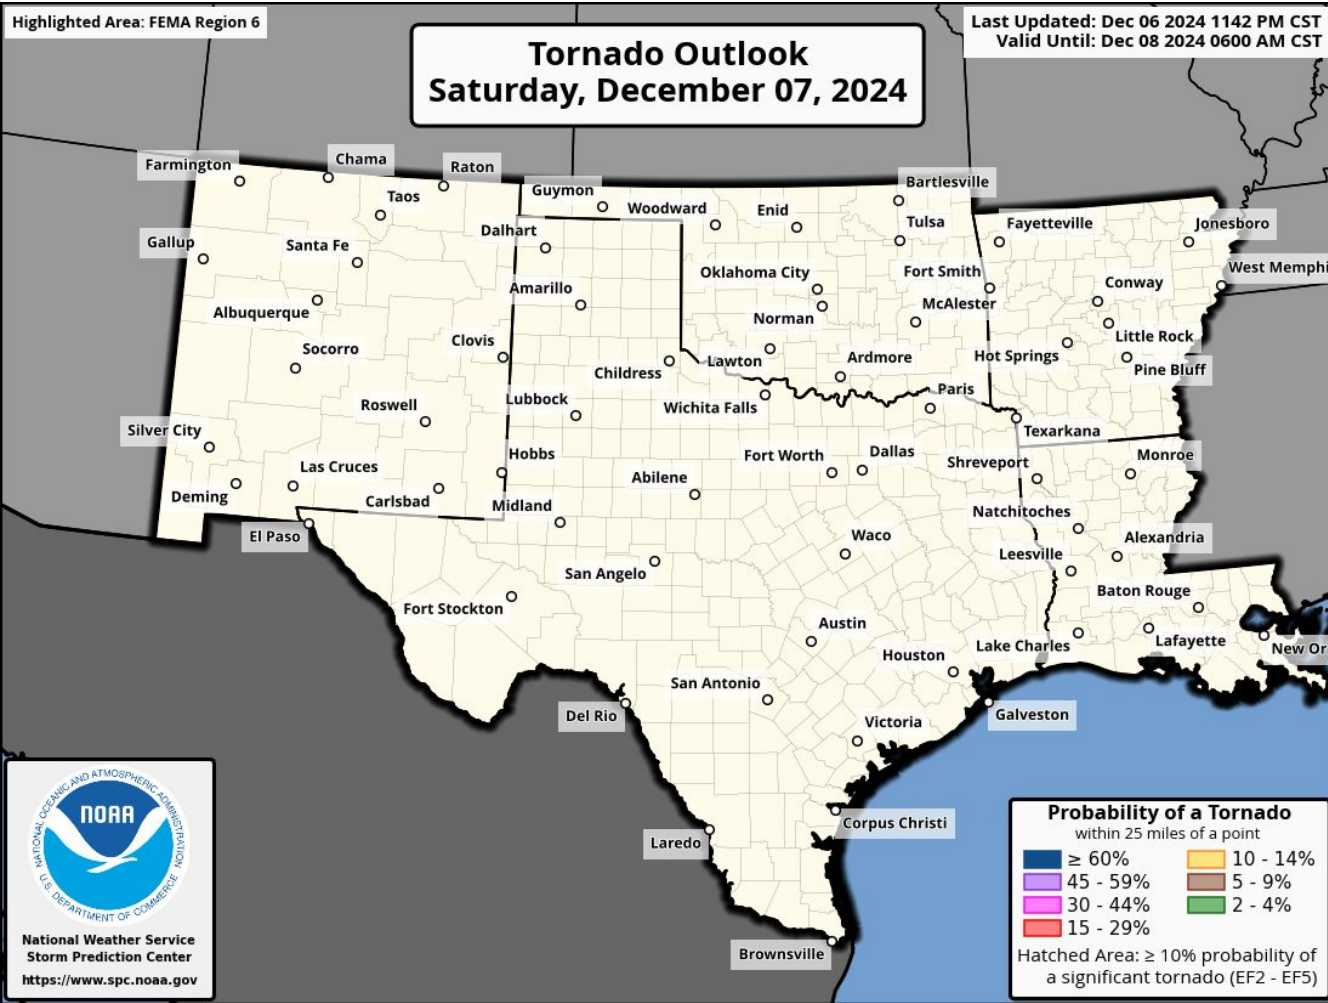 Highlighted Area: FEMA Region 6
Last Updated: Dec 06 2024 1142 PM CST
Valid Until: Dec 08 2024 0600 AM CST
Tornado Outlook
Saturday, December 07, 2024
Farmington
Chama
Raton
Taos
Guymon
Woodward
Enid
Bartlesville
Tulsa
Fayetteville
Jonesboro
Gallup
Santa Fe
Dalhart
Oklahoma City
Fort Smith
West Memphi
Amarillo
Conway
Albuquerque
Norman
McAlester
Socorro
Clovis
Little Rock
Childress
Lawton
Ardmore
Hot Springs
Pine Bluff
Roswell
Lubbock
Wichita Falls
Paris
Silver City
Texarkana
Las Cruces
Hobbs
Fort Worth
Dallas
Shreveport
Monroe
Deming
Carlsbad
Midland
Abilene
Natchitoches
El Paso
Waco
Leesville
Alexandria
San Angelo
Baton Rouge
Fort Stockton
Austin
Lake Charles
Lafayette
New Or
Houston
San Antonio
Del Rio
Victoria
Galveston
Laredo
Corpus Christi
Brownsville
NATIONAL OCEANIC AND ATMOSPHERIC ADMINISTRATION
NOAA
U.S. DEPARTMENT OF COMMERCE
National Weather Service
Storm Prediction Center
https://www.spc.noaa.gov
Probability of a Tornado
within 25 miles of a point
≥ 60%
10 - 14%
45 - 59%
5 - 9%
30 - 44%
2 - 4%
15 - 29%
Hatched Area: ≥ 10% probability of
a significant tornado (EF2 - EF5)